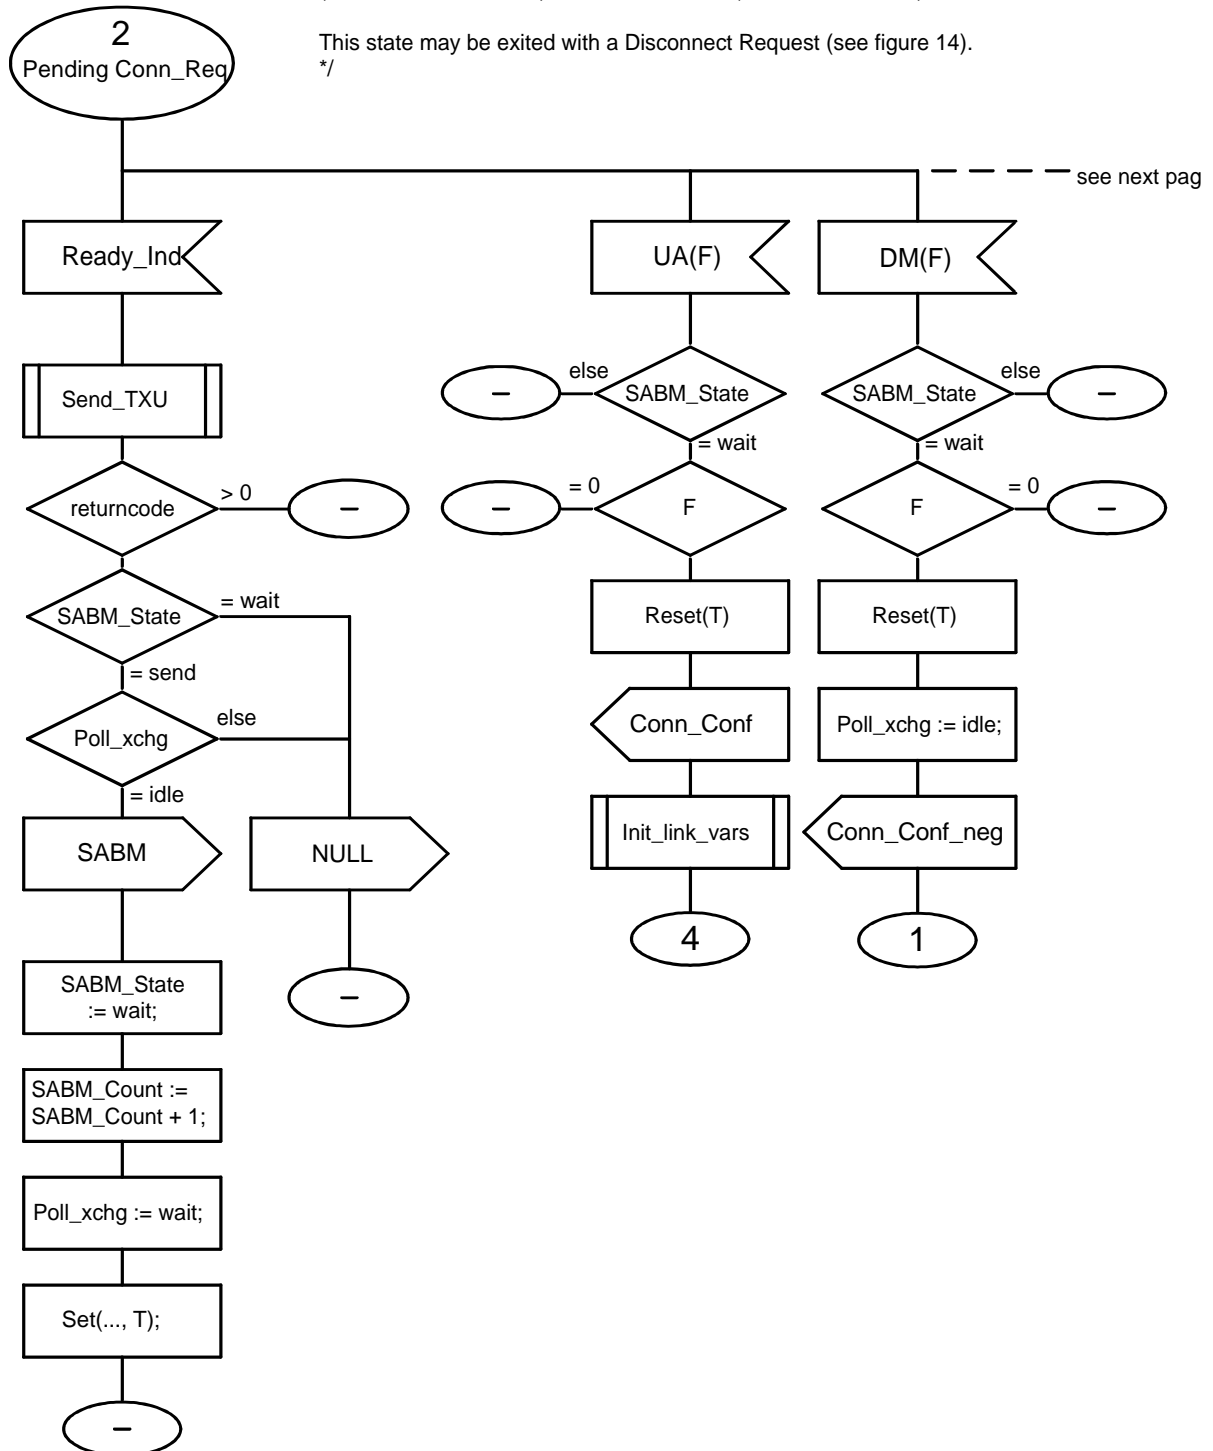 2
Pending Conn_Req
This state may be exited with a Disconnect Request (see figure 14).
*/
see next pag
Ready_Ind
UA(F)
DM(F)
Send_TXU
–
else
SABM_State
= wait
SABM_State
else
–
= wait
returncode
> 0
–
–
= 0
F
F
= 0
–
SABM_State
= wait
= send
Reset(T)
Reset(T)
Poll_xchg
else
= idle
Conn_Conf
Poll_xchg := idle;
SABM
NULL
Init_link_vars
Conn_Conf_neg
4
1
SABM_State
:= wait;
–
SABM_Count :=
SABM_Count + 1;
Poll_xchg := wait;
Set(..., T);
–